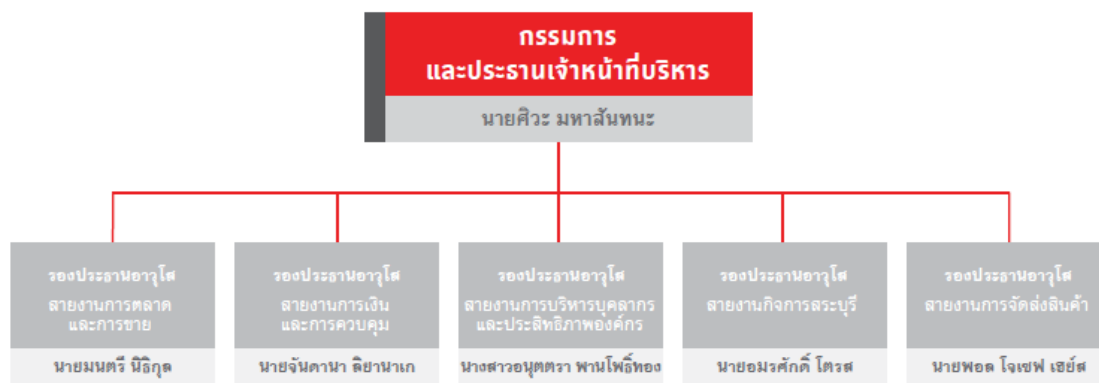 กรรมการ
และประธานเจ้าหน้าที่บริหาร
นายศิวะ มหาสันทนะ
รองประธานอาวุโส
สายงานการตลาด
และการขาย
นายมนตรี นิธิกุล
รองประธานอาวุโส
สายงานการเงิน
และการควบคุม
นายจันดานา ลิยานาเก
รองประธานอาวุโส
สายงานการบริหารบุคลากร
และประสิทธิภาพองค์กร
นางสาวอนุตตรา พานโพธิ์ทอง
รองประธานอาวุโส
สายงานกิจการสระบุรี
นายอมรศักดิ์ โตรส
รองประธานอาวุโส
สายงานการจัดส่งสินค้า
นายพอล โจเซฟ เฮย์ส